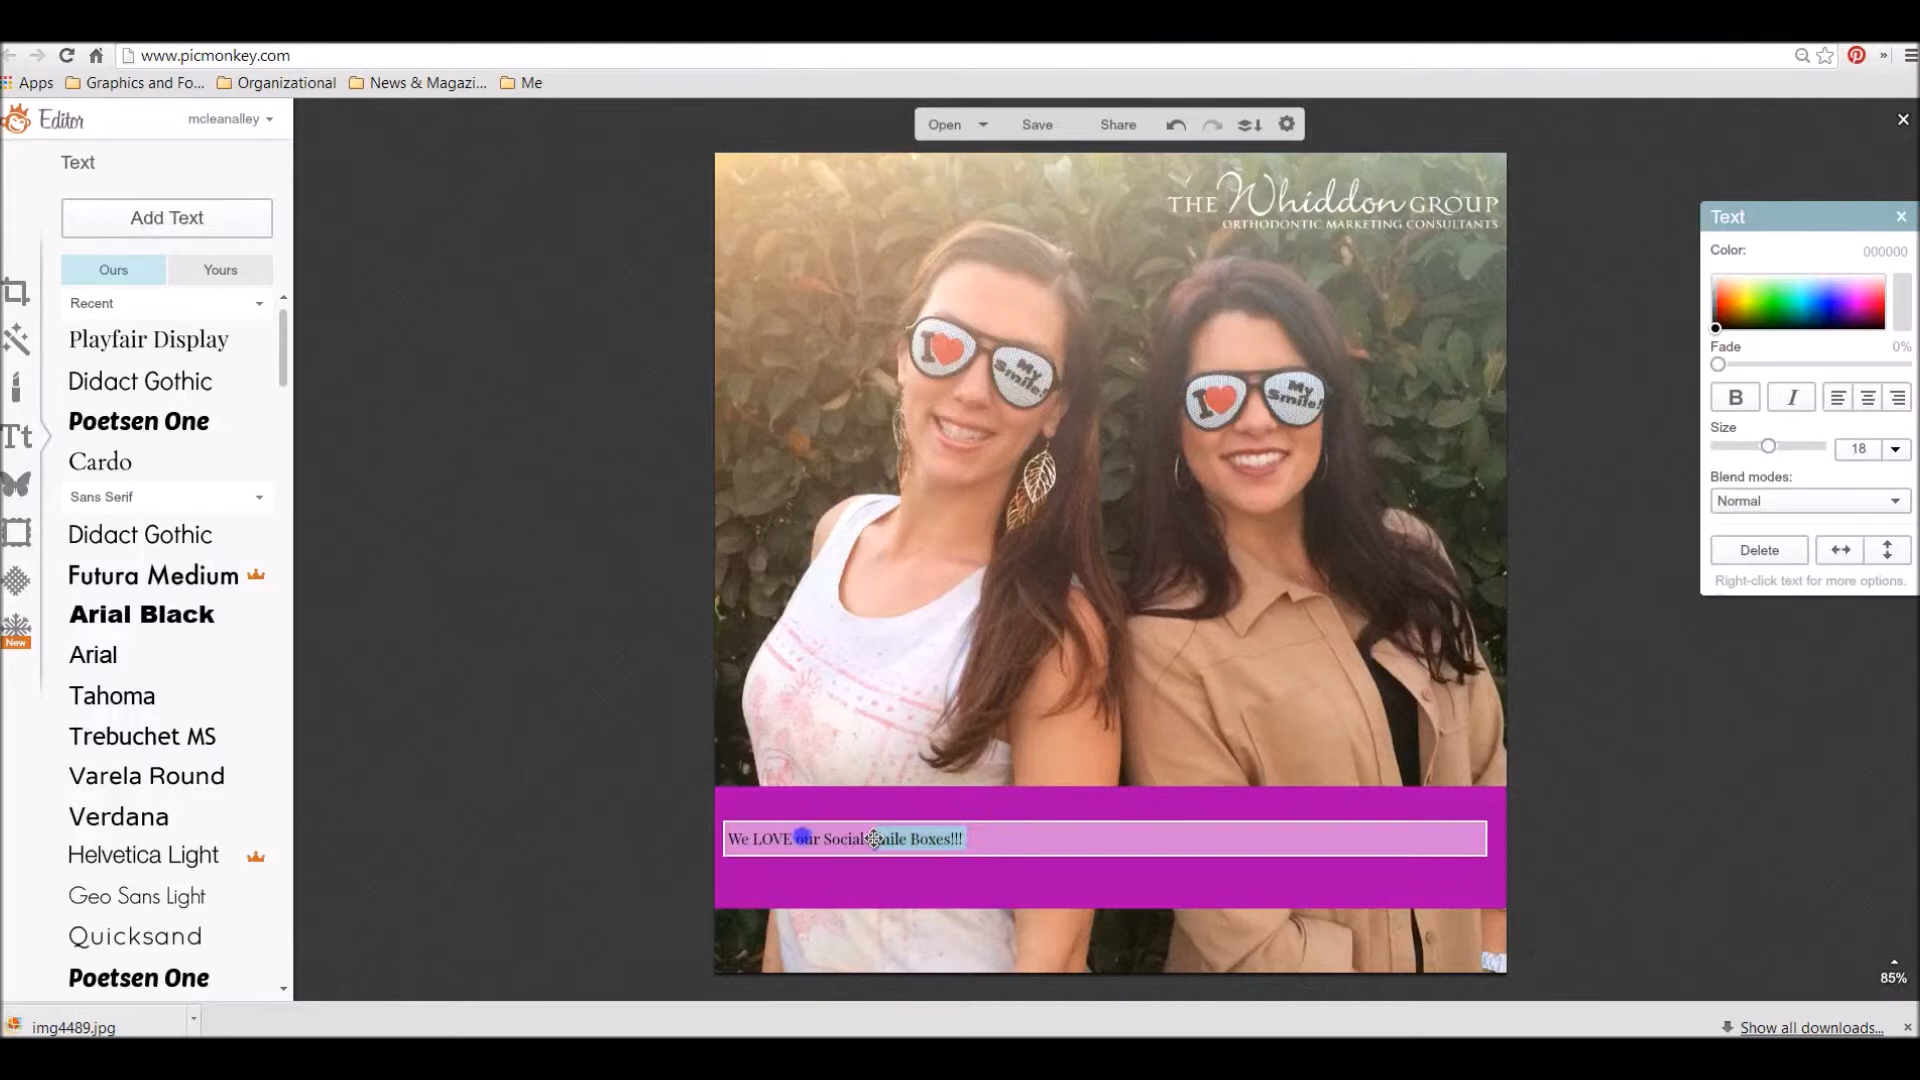 www.picmonkey.com
»
Apps
Graphics and Fo...
Organizational
News & Magazi...
Me
Editor
mcleanalley
Text
Add Text
Ours
Yours
Recent
Playfair Display
Didact Gothic
Poetsen One
Cardo
Sans Serif
Didact Gothic
Futura Medium
Arial Black
Arial
Tahoma
Trebuchet MS
Varela Round
Verdana
Helvetica Light
Geo Sans Light
Quicksand
Poetsen One
Tt
New
Open
Save
Share
THE Whiddon GROUP
ORTHODONTIC MARKETING CONSULTANTS
I
My
Smile!
I
My
Smile!
We LOVE our Social Smile Boxes!!!
Text
Color:
000000
Fade
0%
B
I
Size
18
Blend modes:
Normal
Delete
Right-click text for more options.
85%
img4489.jpg
Show all downloads...